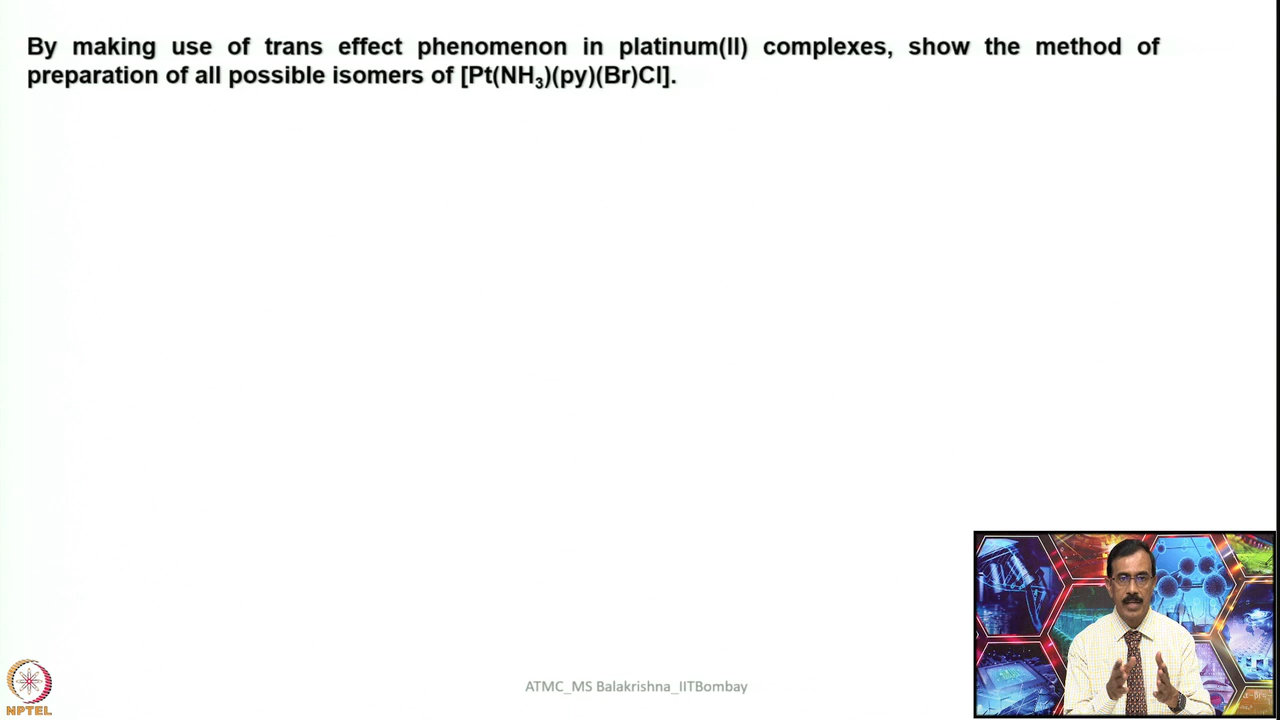 By making use of trans effect phenomenon in platinum(II) complexes, show the method of
preparation of all possible isomers of [Pt(NH₃)(py)(Br)Cl].
ATMC_MS Balakrishna_IITBombay
NPTEL